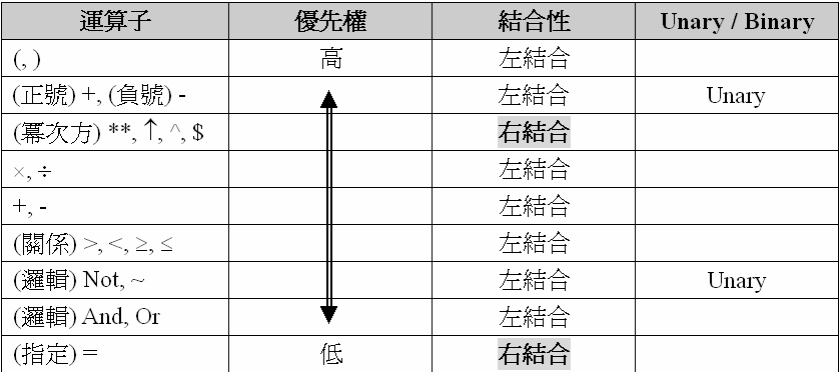 運算子 優先權 結合性 Unary / Binary
(, ) 高 左結合
(正號) +, (負號) - 左結合 Unary
(冪次方) **, ↑, ^, $ 右結合
×, ÷ 左結合
+, - 左結合
(關係) >, <, ≥, ≤ 左結合
(邏輯) Not, ~ 左結合 Unary
(邏輯) And, Or 左結合
(指定) = 低 右結合